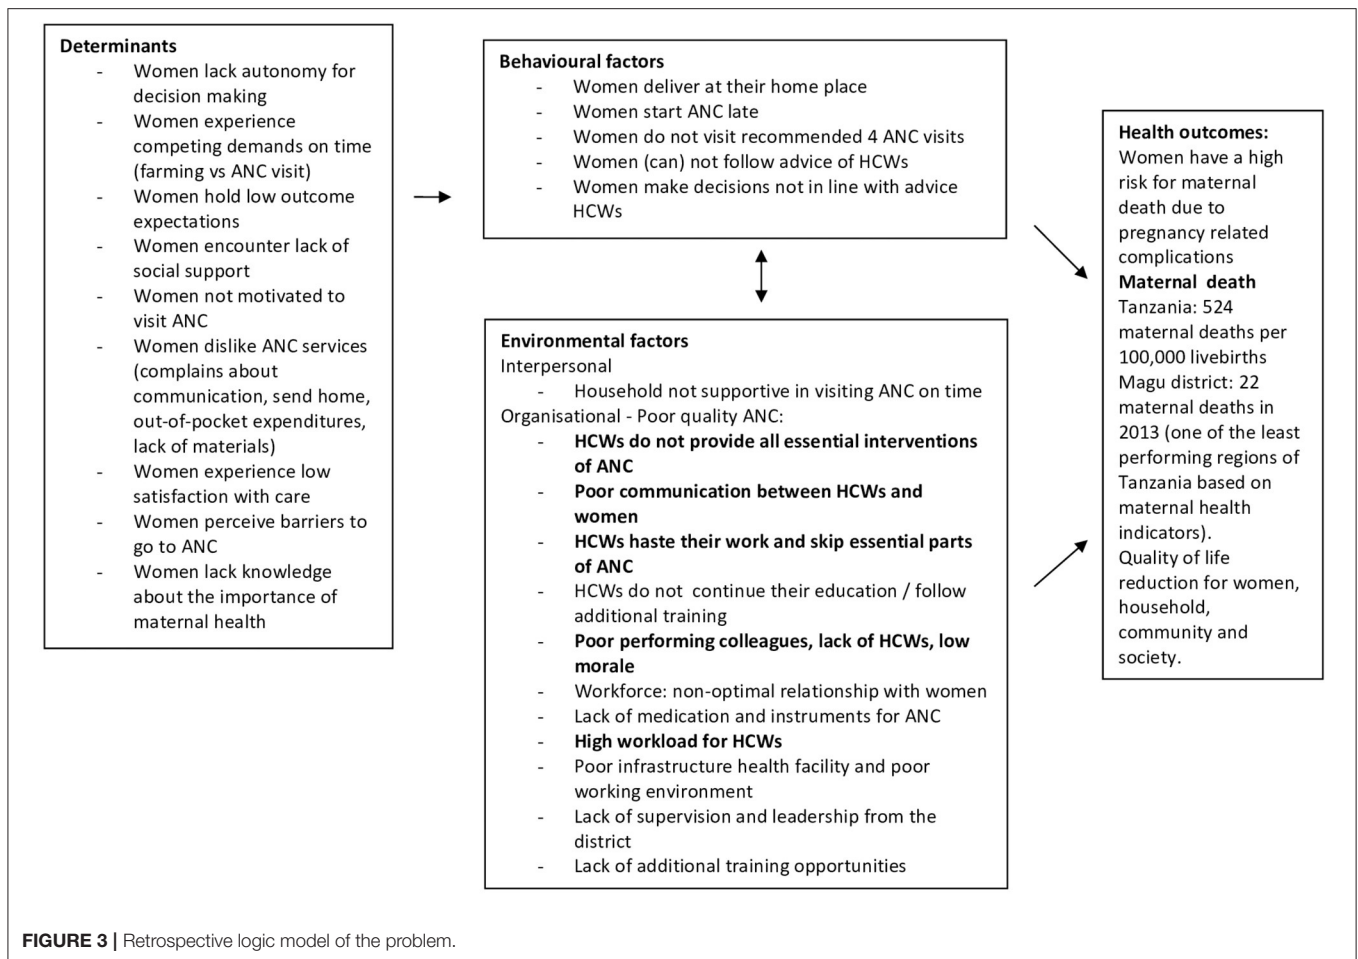 Determinants
- Women lack autonomy for
decision making
- Women experience
competing demands on time
(farming vs ANC visit)
- Women hold low outcome
expectations
- Women encounter lack of
social support
- Women not motivated to
visit ANC
- Women dislike ANC services
(complains about
communication, send home,
out-of-pocket expenditures,
lack of materials)
- Women experience low
satisfaction with care
- Women perceive barriers to
go to ANC
- Women lack knowledge
about the importance of
maternal health
Behavioural factors
- Women deliver at their home place
- Women start ANC late
- Women do not visit recommended 4 ANC visits
- Women (can) not follow advice of HCWs
- Women make decisions not in line with advice
HCWs
Environmental factors
Interpersonal
- Household not supportive in visiting ANC on time
Organisational - Poor quality ANC:
- HCWs do not provide all essential interventions
of ANC
- Poor communication between HCWs and
women
- HCWs haste their work and skip essential parts
of ANC
- HCWs do not continue their education / follow
additional training
- Poor performing colleagues, lack of HCWs, low
morale
- Workforce: non-optimal relationship with women
- Lack of medication and instruments for ANC
- High workload for HCWs
- Poor infrastructure health facility and poor
working environment
- Lack of supervision and leadership from the
district
- Lack of additional training opportunities
Health outcomes:
Women have a high
risk for maternal
death due to
pregnancy related
complications
Maternal death
Tanzania: 524
maternal deaths per
100,000 livebirths
Magu district: 22
maternal deaths in
2013 (one of the least
performing regions of
Tanzania based on
maternal health
indicators).
Quality of life
reduction for women,
household,
community and
society.
FIGURE 3 | Retrospective logic model of the problem.